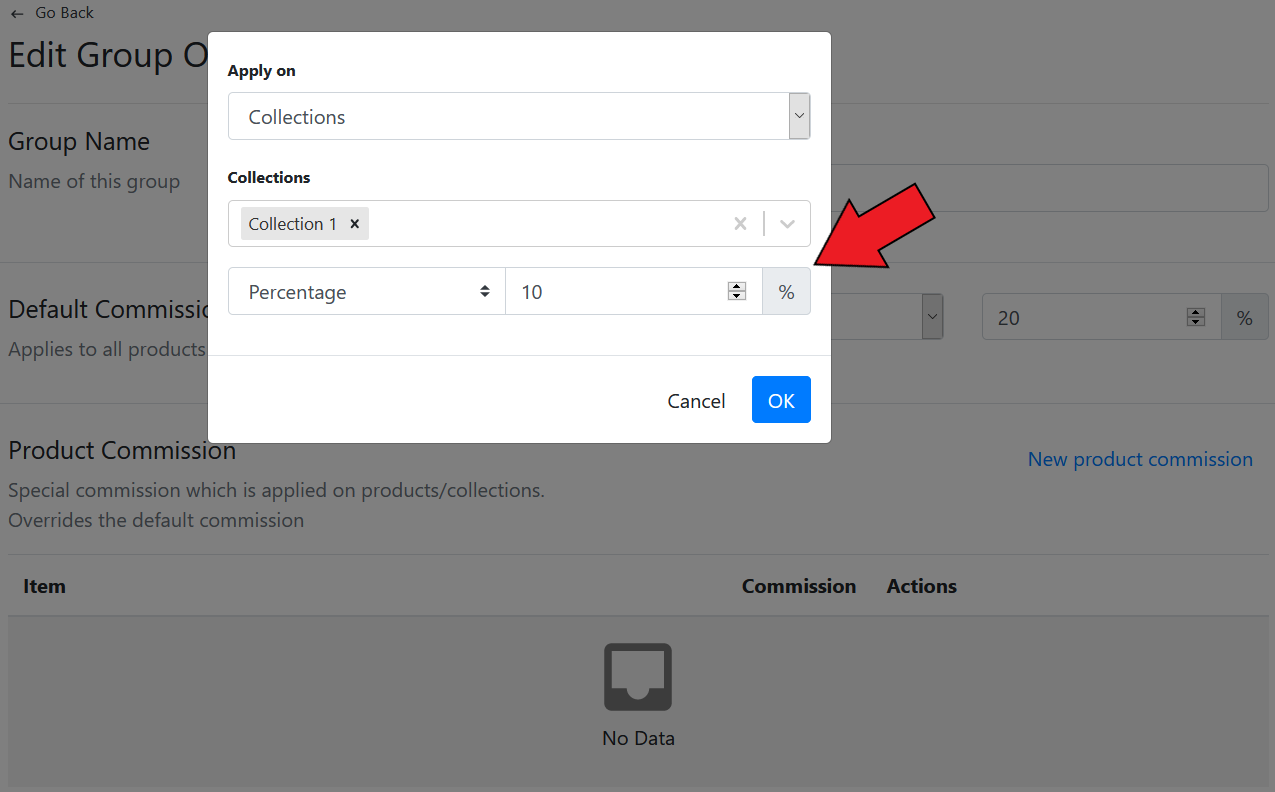 ← Go Back
Edit Group O
Apply on
Collections
Group Name
Name of this group
Collections
Collection 1 ×
Percentage 10 %
Default Commissio
Applies to all products
20 %
Cancel OK
Product Commission
New product commission
Special commission which is applied on products/collections.
Overrides the default commission
Item Commission Actions
No Data